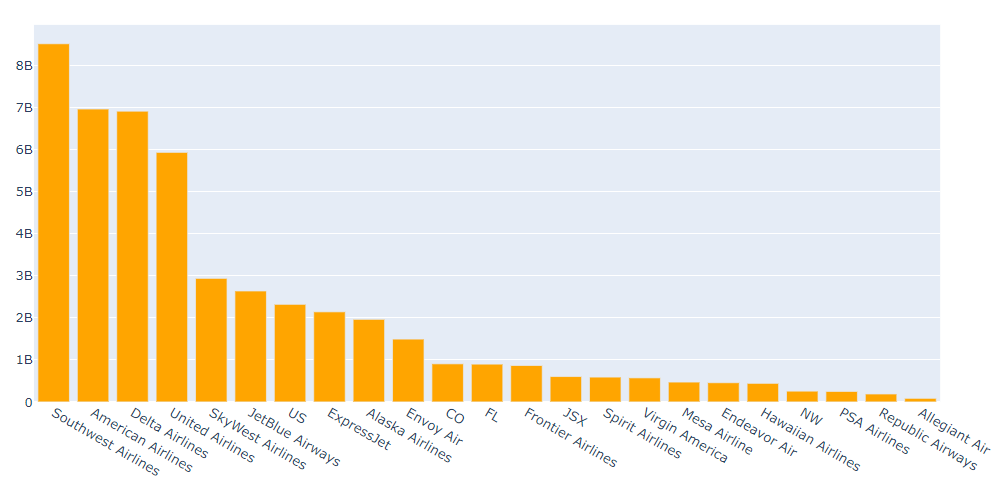 8B
7B
6B
5B
4B
3B
2B
1B
0
Southwest Airlines
American Airlines
Delta Airlines
United Airlines
SkyWest Airlines
JetBlue Airways
US
ExpressJet
Alaska Airlines
Envoy Air
CO
FL
Frontier Airlines
JSX
Spirit Airlines
Virgin America
Mesa Airline
Endeavor Air
Hawaiian Airlines
NW
PSA Airlines
Republic Airways
Allegiant Air